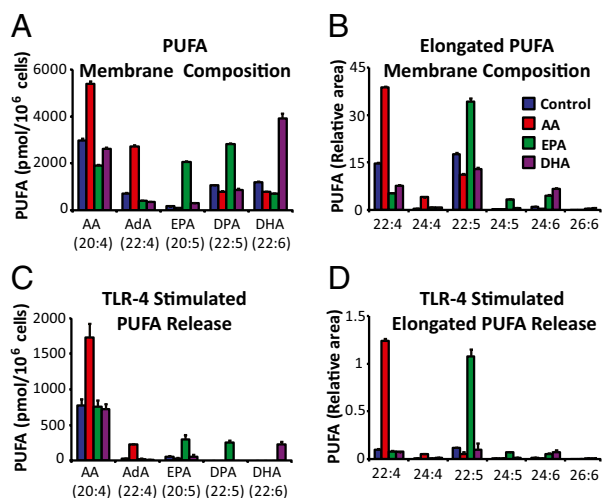 A
PUFA
Membrane Composition
PUFA (pmol/10⁶ cells)
6000
4000
2000
0
AA AdA EPA DPA DHA
(20:4) (22:4) (20:5) (22:5) (22:6)
B
Elongated PUFA
Membrane Composition
PUFA (Relative area)
45
30
15
0
Control
AA
EPA
DHA
22:4 24:4 22:5 24:5 24:6 26:6
C
TLR-4 Stimulated
PUFA Release
PUFA (pmol/10⁶ cells)
2000
1500
1000
500
0
AA AdA EPA DPA DHA
(20:4) (22:4) (20:5) (22:5) (22:6)
D
TLR-4 Stimulated
Elongated PUFA Release
PUFA (Relative area)
1.5
1
0.5
0
22:4 24:4 22:5 24:5 24:6 26:6